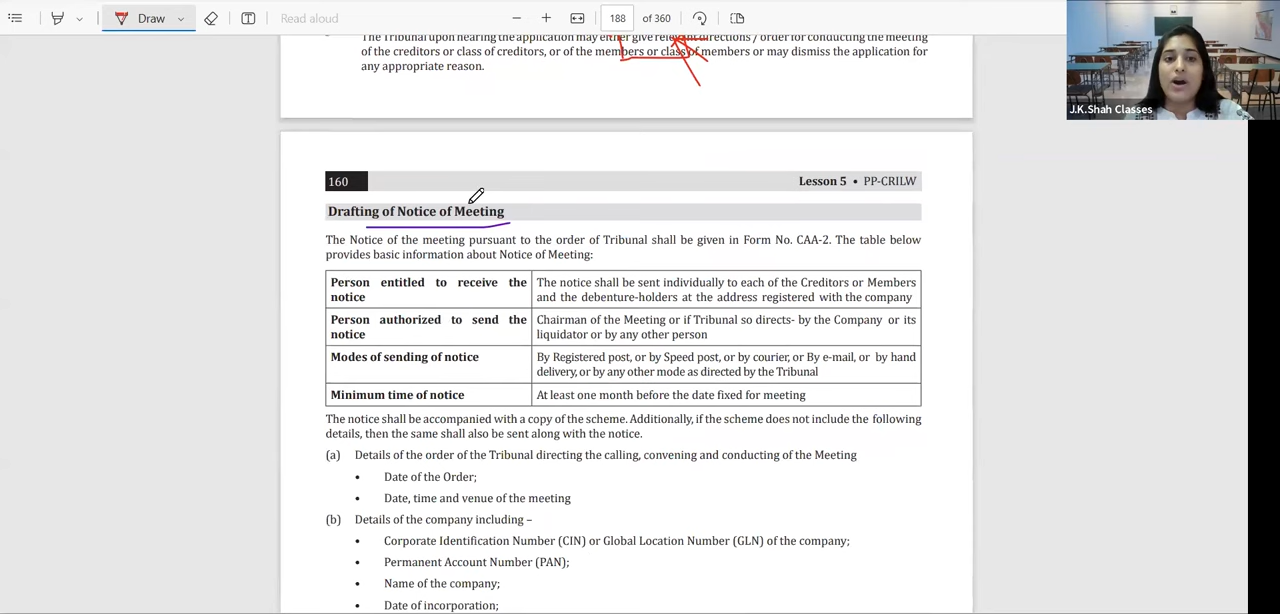 Draw
Read aloud
188
of 360
The Tribunal upon hearing the application may either give relevant directions / order for conducting the meeting
of the creditors or class of creditors, or of the members or class of members or may dismiss the application for
any appropriate reason.
J.K.Shah Classes
160
Lesson 5 • PP-CRILW
Drafting of Notice of Meeting
The Notice of the meeting pursuant to the order of Tribunal shall be given in Form No. CAA-2. The table below
provides basic information about Notice of Meeting:
Person entitled to receive the
notice
The notice shall be sent individually to each of the Creditors or Members
and the debenture-holders at the address registered with the company
Person authorized to send the
notice
Chairman of the Meeting or if Tribunal so directs- by the Company or its
liquidator or by any other person
Modes of sending of notice
By Registered post, or by Speed post, or by courier, or By e-mail, or by hand
delivery, or by any other mode as directed by the Tribunal
Minimum time of notice
At least one month before the date fixed for meeting
The notice shall be accompanied with a copy of the scheme. Additionally, if the scheme does not include the following
details, then the same shall also be sent along with the notice.
(a) Details of the order of the Tribunal directing the calling, convening and conducting of the Meeting
• Date of the Order;
• Date, time and venue of the meeting
(b) Details of the company including –
• Corporate Identification Number (CIN) or Global Location Number (GLN) of the company;
• Permanent Account Number (PAN);
• Name of the company;
• Date of incorporation;